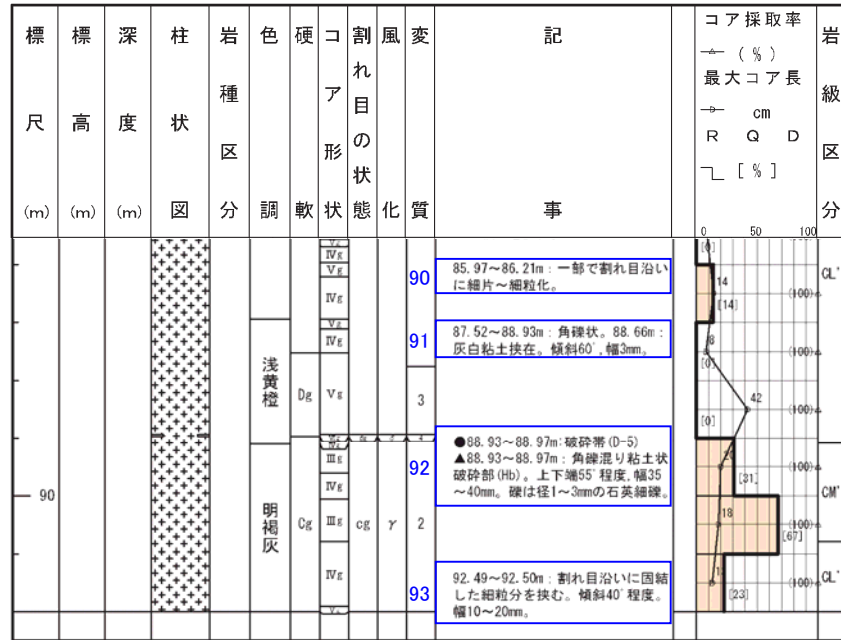 標尺(m)
標高(m)
深度(m)
柱状図
岩種区分
色調
硬軟
コア形状
割れ目の状態
風化
変質
記事
コア採取率
(%)
最大コア長
cm
R Q D
[%]
岩級区分
0 50 100
Ⅳg
Ⅴg
Ⅳg
Ⅴg
Ⅳg
Ⅴg
Ⅲg
Ⅳg
Ⅲg
Ⅳg
浅黄橙
明褐灰
Dg
Cg
cg
γ
3
2
90
90
85.97～86.21m：一部で割れ目沿い
に細片～細粒化。
91
87.52～88.93m：角礫状。88.66m：
灰白粘土挟在。傾斜60°,幅3mm。
92
●88.93～88.97m:破砕帯(D-5)
▲88.93～88.97m：角礫混り粘土状
破砕部(Hb)。上下端55°程度,幅35
～40mm。礫は径1～3mmの石英細礫。
93
92.49～92.50m：割れ目沿いに固結
した細粒分を挟む。傾斜40°程度。
幅10～20mm。
[0]
14
(100)
[14]
8
(100)
[0]
42
(100)
[0]
(100)
[31]
18
(100)
[67]
(100)
[23]
CL'
CM'
CL'